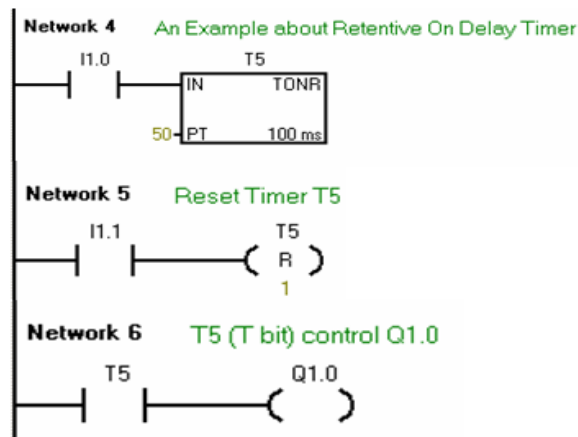 Network 4 An Example about Retentive On Delay Timer
I1.0 T5
IN TONR
50 PT 100 ms
Network 5 Reset Timer T5
I1.1 T5
R
1
Network 6 T5 (T bit) control Q1.0
T5 Q1.0